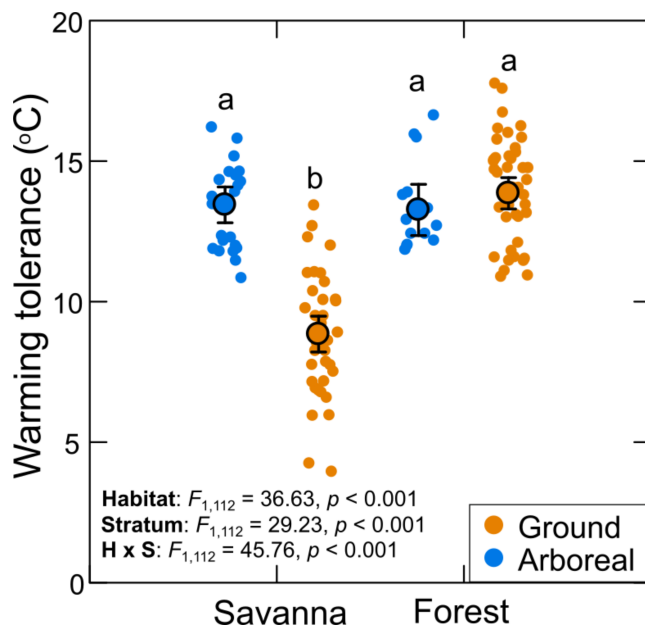 20
15
10
5
0
Warming tolerance (°C)
a
b
a
a
Habitat: F1,112 = 36.63, p < 0.001
Stratum: F1,112 = 29.23, p < 0.001
H x S: F1,112 = 45.76, p < 0.001
Ground
Arboreal
Savanna
Forest